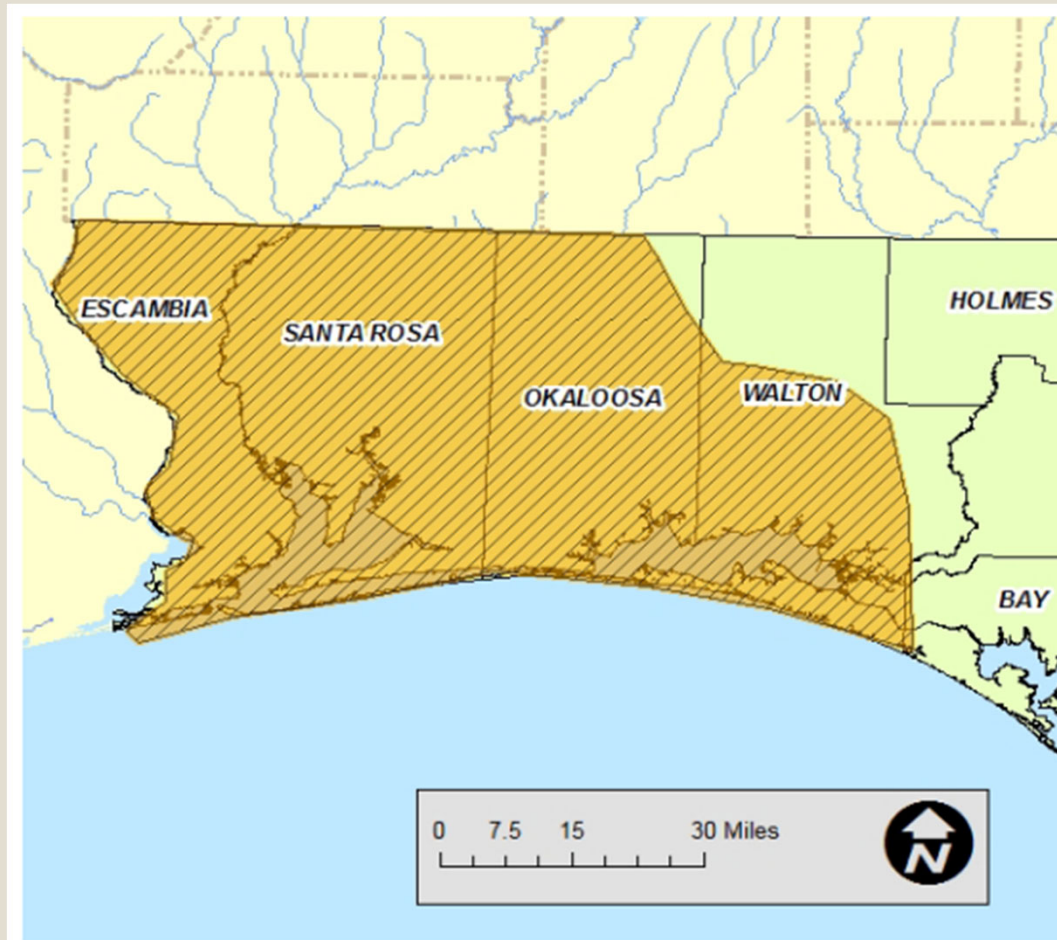 HOLMES
ESCAMBIA
SANTA ROSA
OKALOOSA
WALTON
BAY
0 7.5 15 30 Miles
N